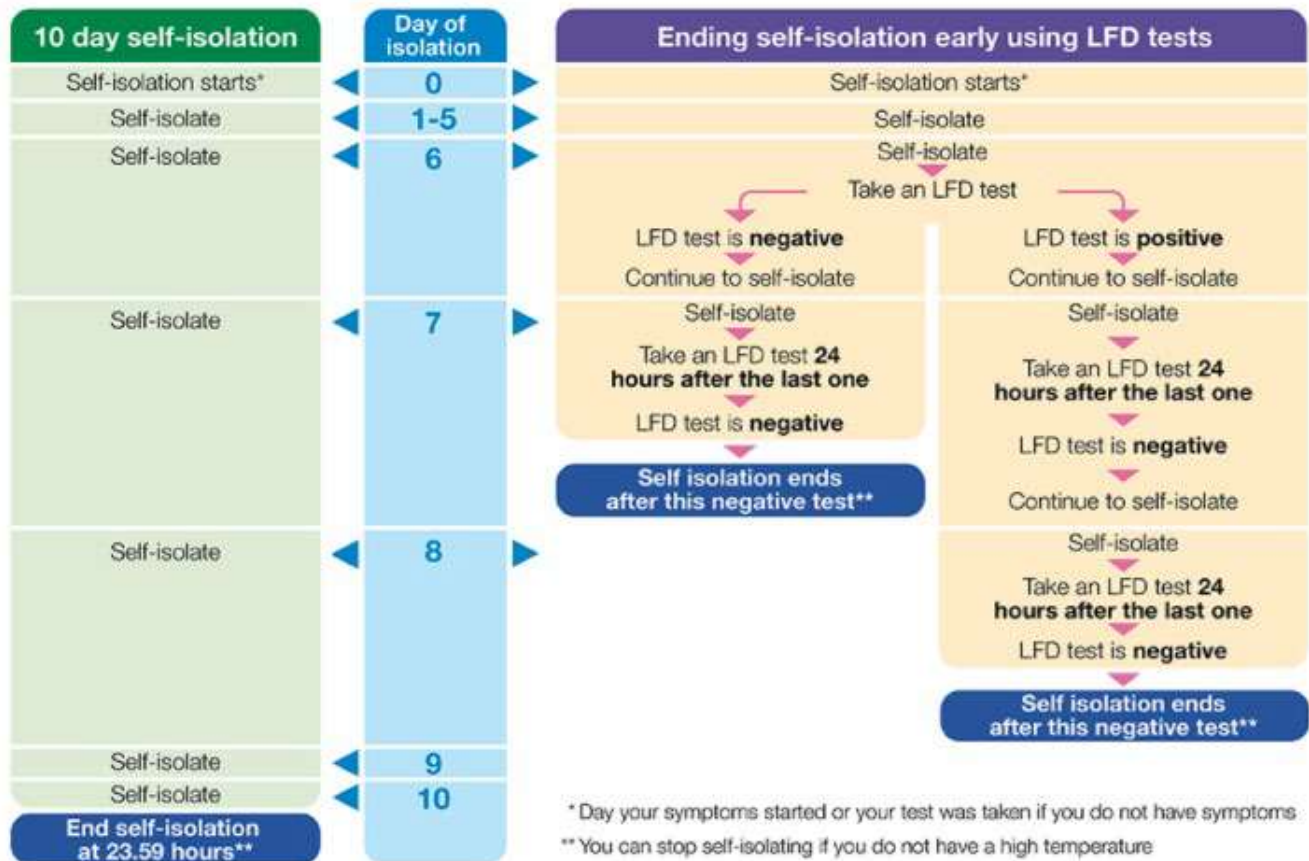 10 day self-isolation
Day of
isolation
Ending self-isolation early using LFD tests
Self-isolation starts*
0
Self-isolation starts*
Self-isolate
1-5
Self-isolate
Self-isolate
6
Self-isolate
Take an LFD test
LFD test is negative
Continue to self-isolate
LFD test is positive
Continue to self-isolate
Self-isolate
7
Self-isolate
Take an LFD test 24
hours after the last one
LFD test is negative
Self isolation ends
after this negative test**
Self-isolate
Take an LFD test 24
hours after the last one
LFD test is negative
Continue to self-isolate
Self-isolate
8
Self-isolate
Take an LFD test 24
hours after the last one
LFD test is negative
Self isolation ends
after this negative test**
Self-isolate
9
Self-isolate
10
End self-isolation
at 23.59 hours**
* Day your symptoms started or your test was taken if you do not have symptoms
** You can stop self-isolating if you do not have a high temperature